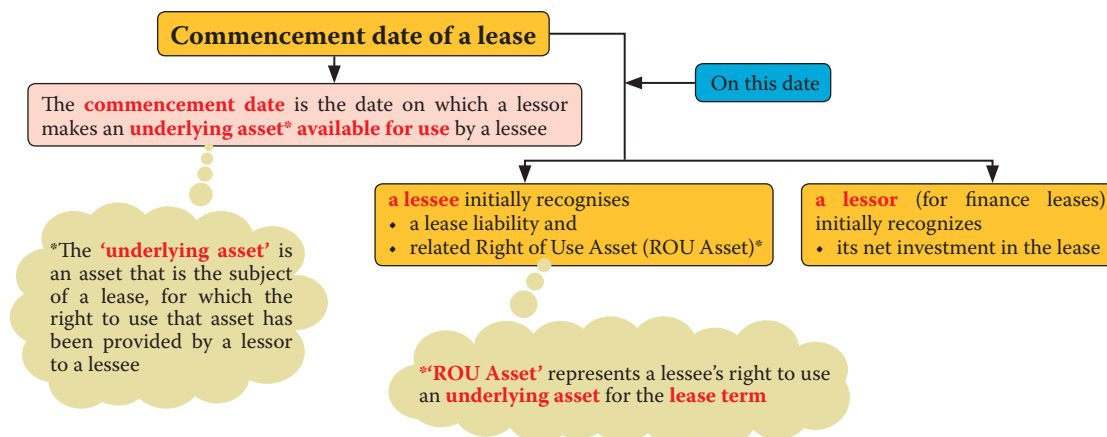 Commencement date of a lease
On this date
The commencement date is the date on which a lessor
makes an underlying asset* available for use by a lessee
a lessee initially recognises
• a lease liability and
• related Right of Use Asset (ROU Asset)*
a lessor (for finance leases)
initially recognizes
• its net investment in the lease
*The ‘underlying asset’ is
an asset that is the subject
of a lease, for which the
right to use that asset has
been provided by a lessor
to a lessee
*‘ROU Asset’ represents a lessee’s right to use
an underlying asset for the lease term